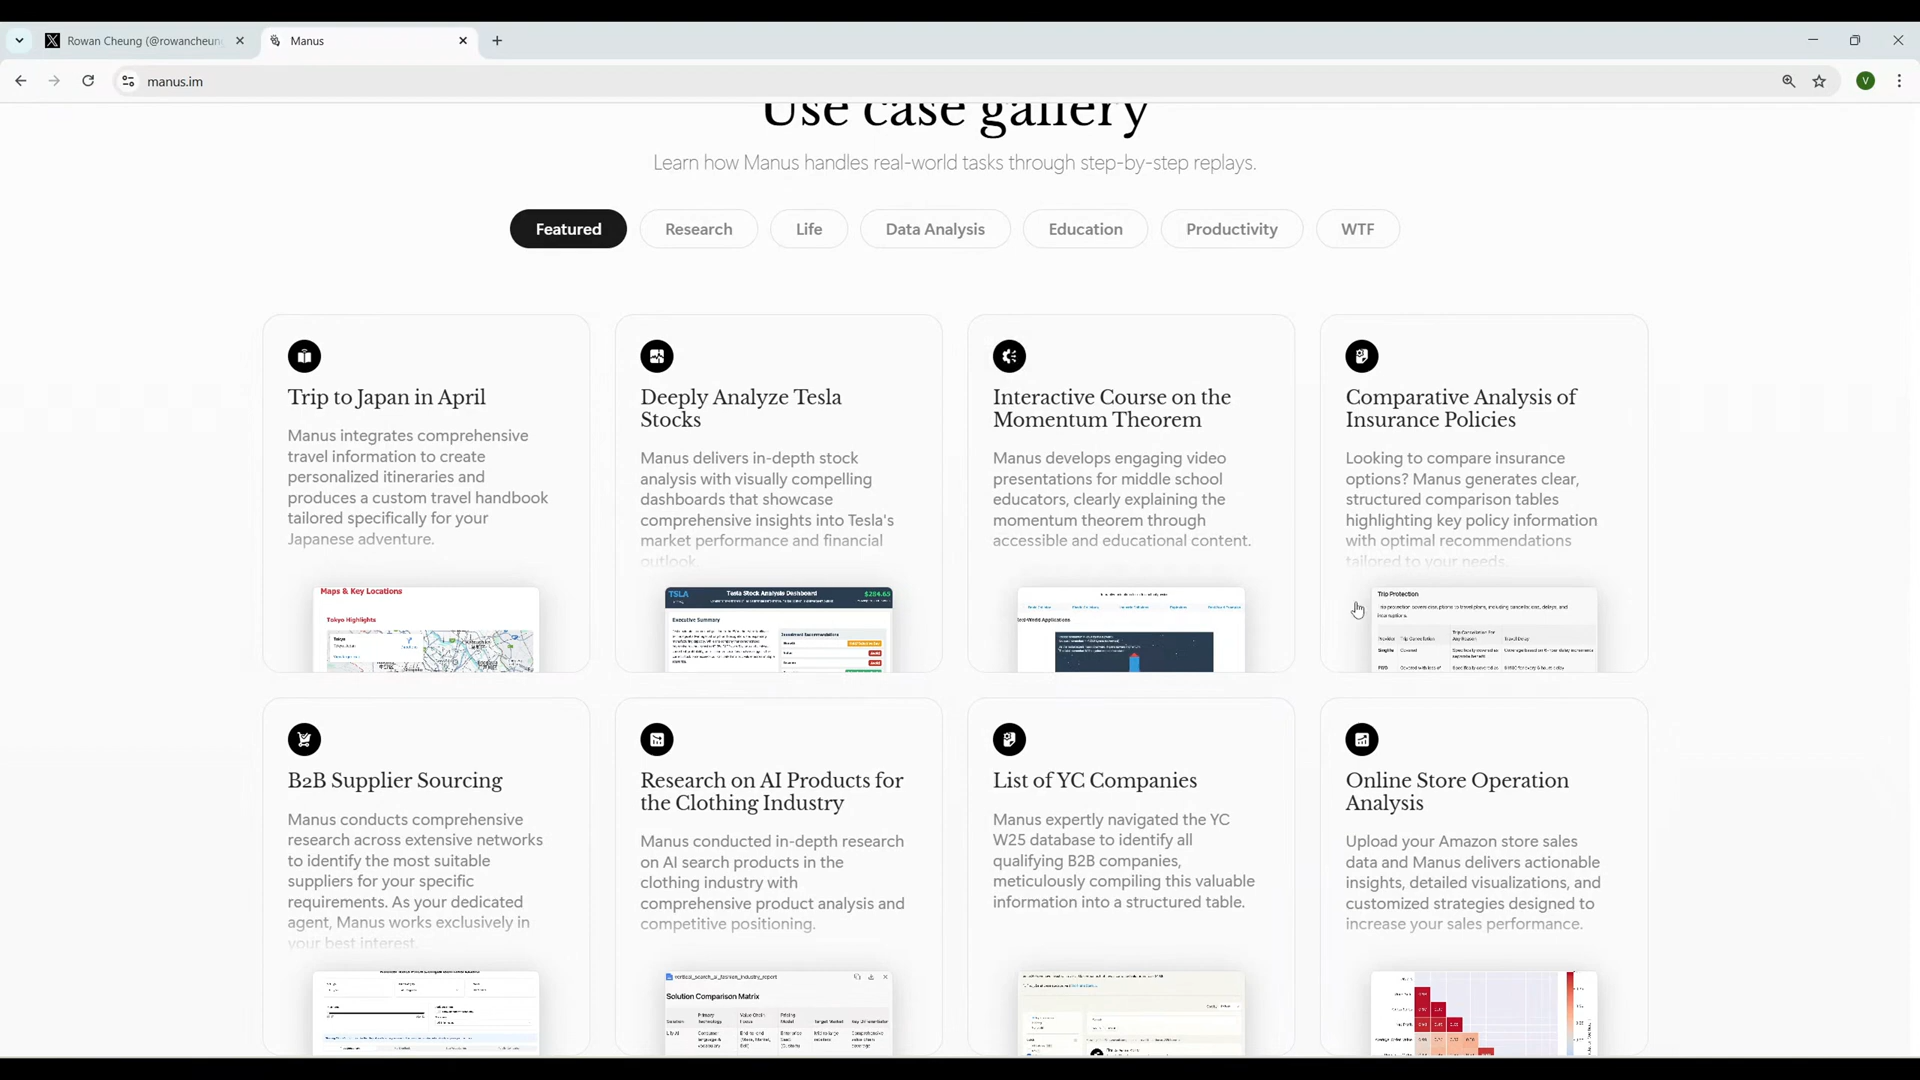 Rowan Cheung (@rowancheun
Manus
manus.im
V
Use case gallery
Learn how Manus handles real-world tasks through step-by-step replays.
Featured
Research
Life
Data Analysis
Education
Productivity
WTF
Trip to Japan in April
Manus integrates comprehensive
travel information to create
personalized itineraries and
produces a custom travel handbook
tailored specifically for your
Japanese adventure.
Maps & Key Locations
Tokyo Highlights
Deeply Analyze Tesla
Stocks
Manus delivers in-depth stock
analysis with visually compelling
dashboards that showcase
comprehensive insights into Tesla's
market performance and financial
outlook.
TSLA
Tesla Stock Analysis Dashboard
$284.65
Executive Summary
Interactive Course on the
Momentum Theorem
Manus develops engaging video
presentations for middle school
educators, clearly explaining the
momentum theorem through
accessible and educational content.
Comparative Analysis of
Insurance Policies
Looking to compare insurance
options? Manus generates clear,
structured comparison tables
highlighting key policy information
with optimal recommendations
tailored to your needs.
Trip Protection
Provider
Trip Cancellation
Trip Cancellation For
Any Reason
Travel Delay
B2B Supplier Sourcing
Manus conducts comprehensive
research across extensive networks
to identify the most suitable
suppliers for your specific
requirements. As your dedicated
agent, Manus works exclusively in
your best interest.
Research on AI Products for
the Clothing Industry
Manus conducted in-depth research
on AI search products in the
clothing industry with
comprehensive product analysis and
competitive positioning.
vertical_search_ai_fashion_industry_report
Solution Comparison Matrix
List of YC Companies
Manus expertly navigated the YC
W25 database to identify all
qualifying B2B companies,
meticulously compiling this valuable
information into a structured table.
Online Store Operation
Analysis
Upload your Amazon store sales
data and Manus delivers actionable
insights, detailed visualizations, and
customized strategies designed to
increase your sales performance.